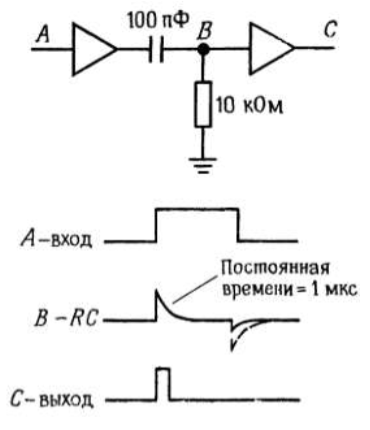 100 пФ
A
B
C
10 кОм
A–вход
Постоянная
времени = 1 мкс
B – RC
C– выход